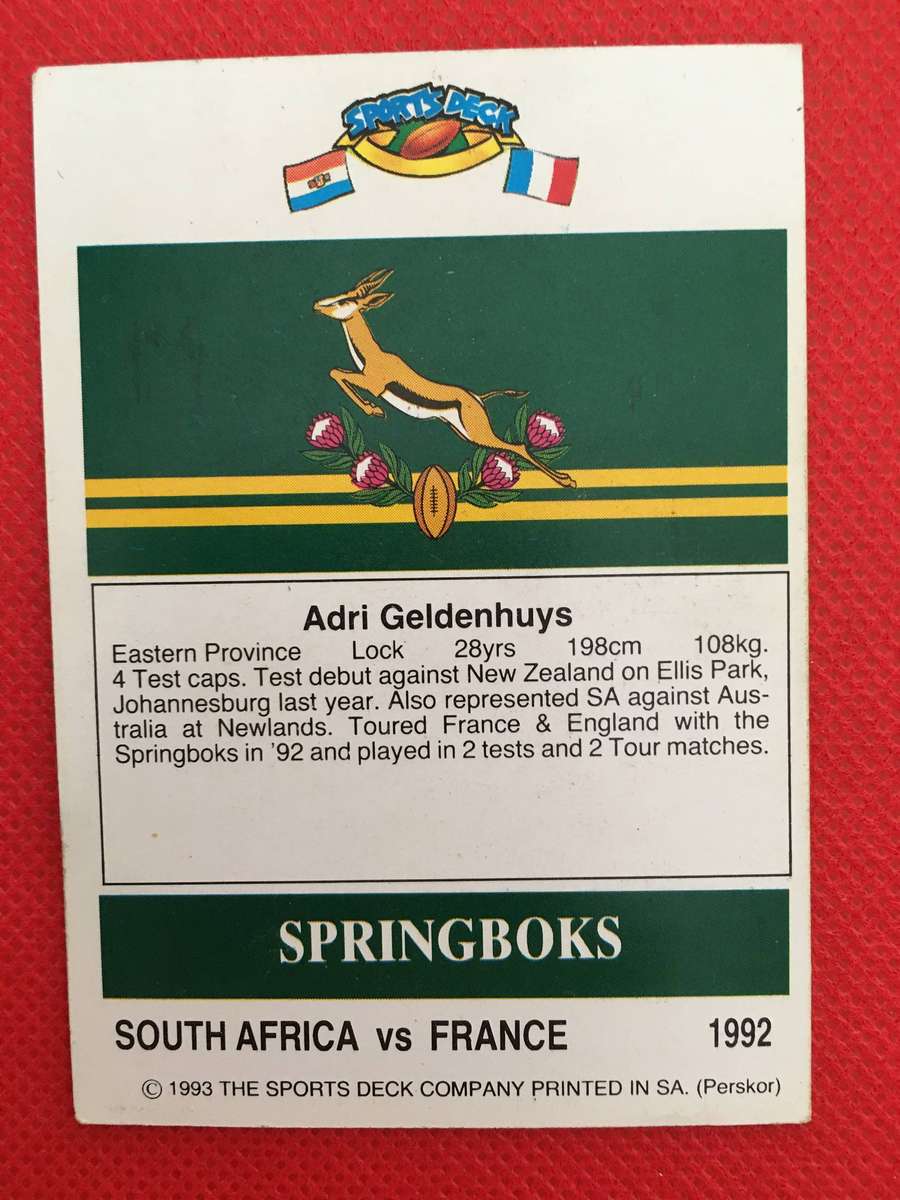 SPORTS DECK
Adri Geldenhuys
Eastern Province Lock 28yrs 198cm 108kg.
4 Test caps. Test debut against New Zealand on Ellis Park,
Johannesburg last year. Also represented SA against Aus-
tralia at Newlands. Toured France & England with the
Springboks in '92 and played in 2 tests and 2 Tour matches.
SPRINGBOKS
SOUTH AFRICA vs FRANCE 1992
© 1993 THE SPORTS DECK COMPANY PRINTED IN SA. (Perskor)